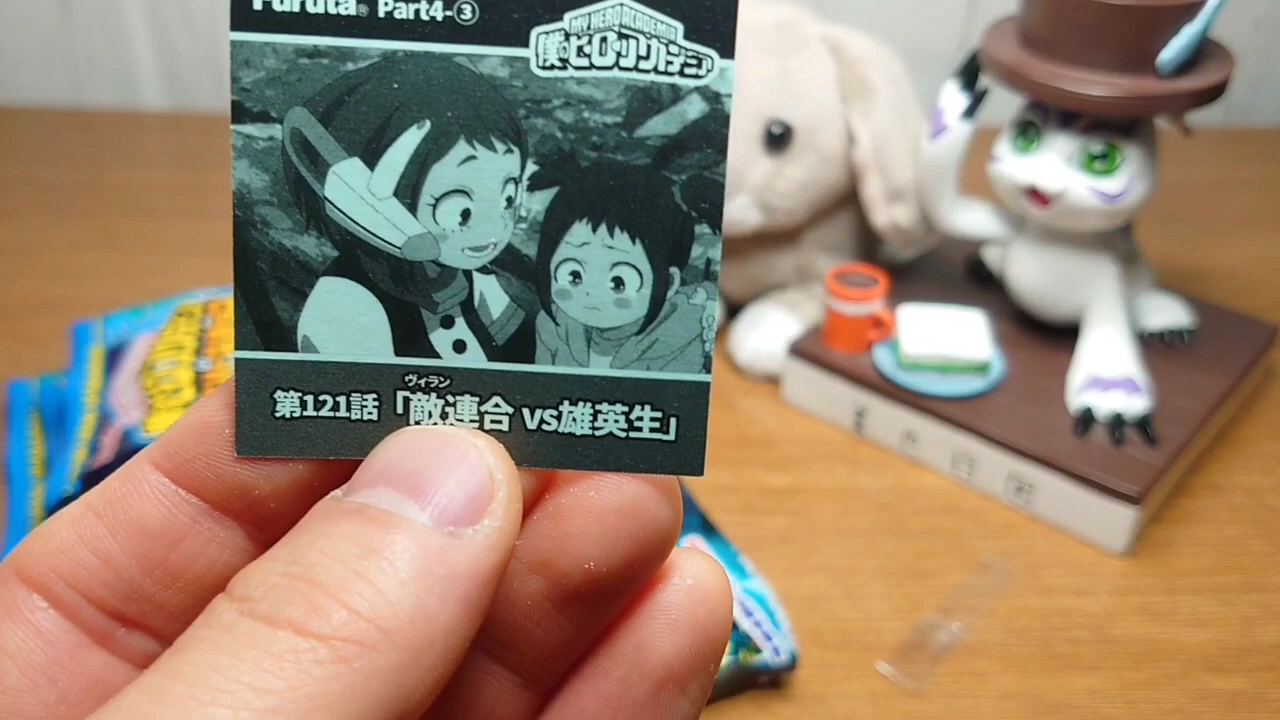 Furuta® Part4-③
MY HERO ACADEMIA
僕のヒーローアカデミア
ヴィラン
第121話「敵連合 vs雄英生」